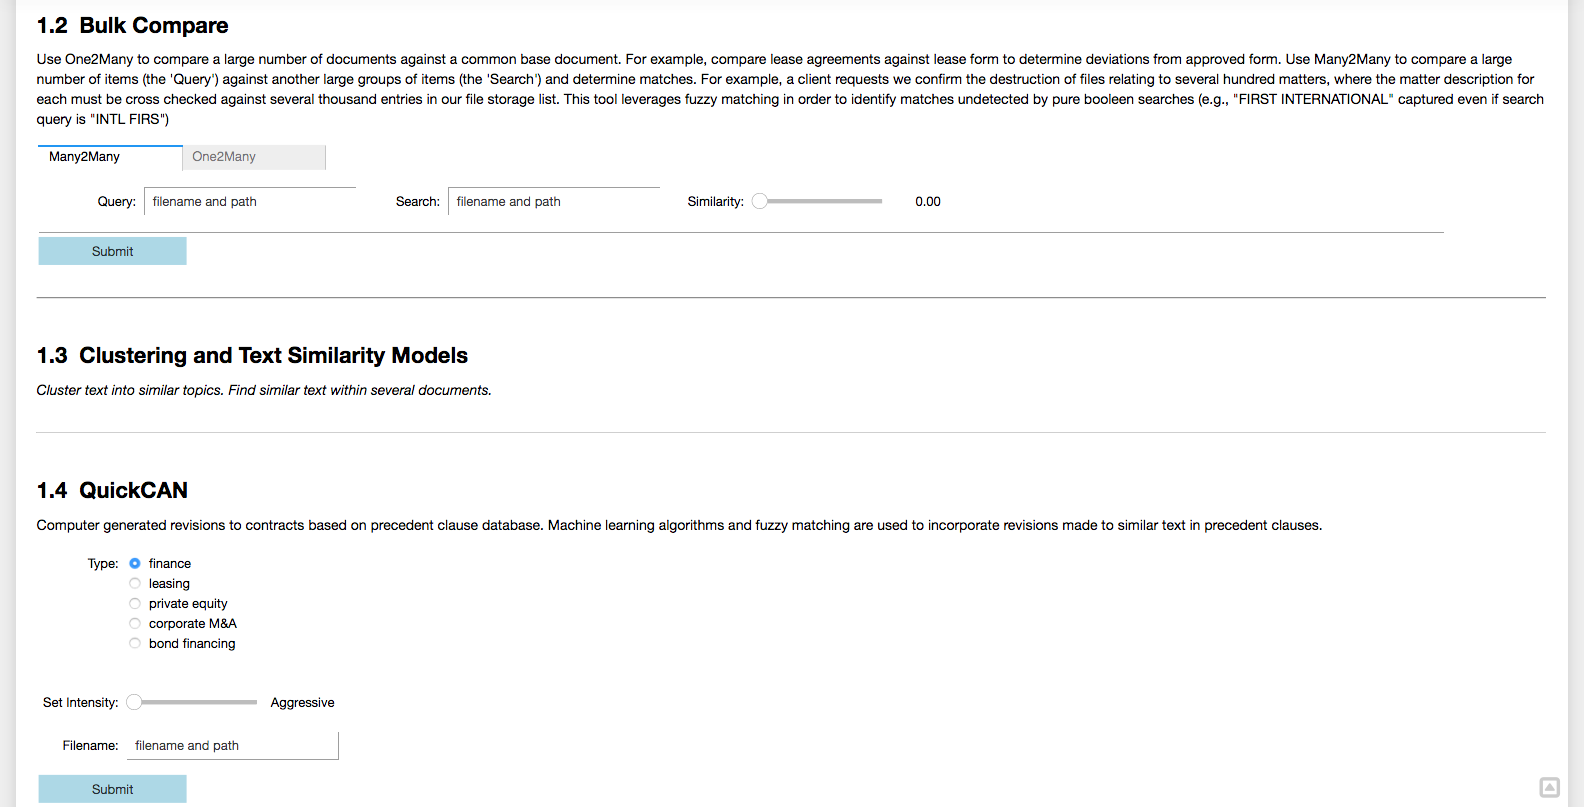 1.2 Bulk Compare
Use One2Many to compare a large number of documents against a common base document. For example, compare lease agreements against lease form to determine deviations from approved form. Use Many2Many to compare a large
number of items (the 'Query') against another large groups of items (the 'Search') and determine matches. For example, a client requests we confirm the destruction of files relating to several hundred matters, where the matter description for
each must be cross checked against several thousand entries in our file storage list. This tool leverages fuzzy matching in order to identify matches undetected by pure booleen searches (e.g., "FIRST INTERNATIONAL" captured even if search
query is "INTL FIRS")
Many2Many One2Many
Query: filename and path Search: filename and path Similarity: 0.00
Submit
1.3 Clustering and Text Similarity Models
Cluster text into similar topics. Find similar text within several documents.
1.4 QuickCAN
Computer generated revisions to contracts based on precedent clause database. Machine learning algorithms and fuzzy matching are used to incorporate revisions made to similar text in precedent clauses.
Type: finance
leasing
private equity
corporate M&A
bond financing
Set Intensity: Aggressive
Filename: filename and path
Submit